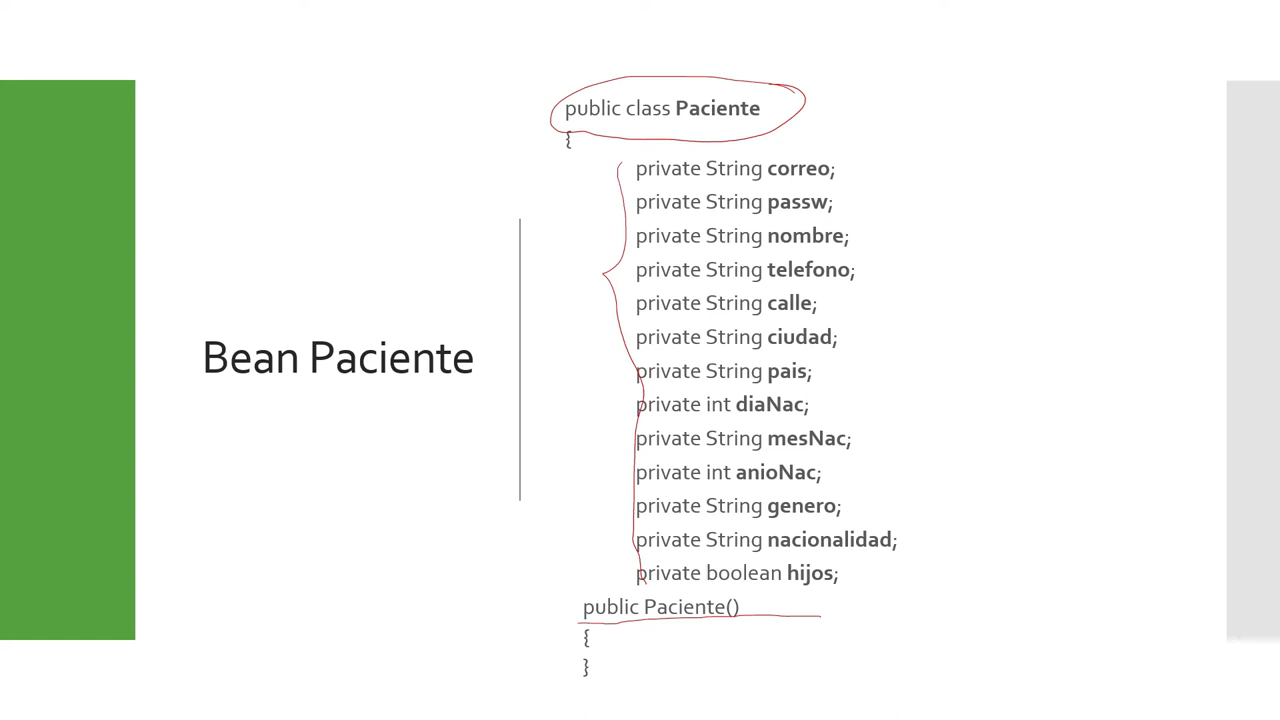 Bean Paciente
public class Paciente
{
private String correo;
private String passw;
private String nombre;
private String telefono;
private String calle;
private String ciudad;
private String pais;
private int diaNac;
private String mesNac;
private int anioNac;
private String genero;
private String nacionalidad;
private boolean hijos;
public Paciente()
{
}